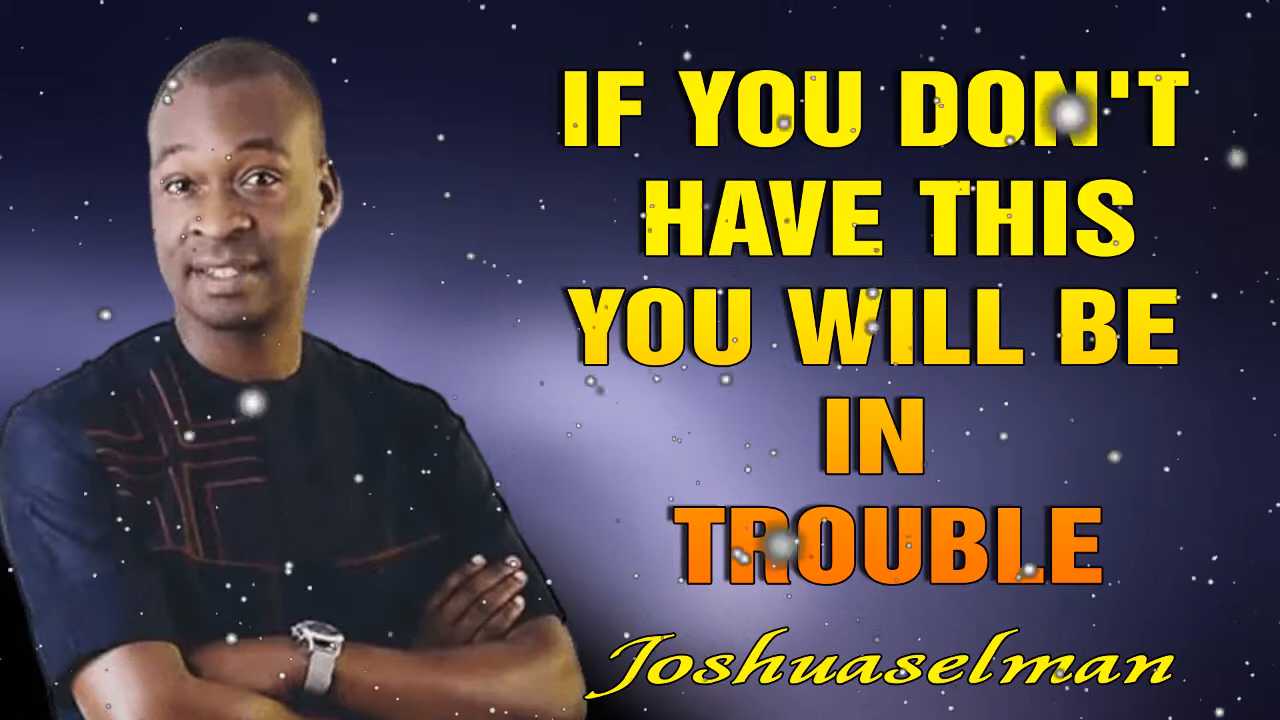 IF YOU DON'T
HAVE THIS
YOU WILL BE
IN
TROUBLE
Joshuaselman